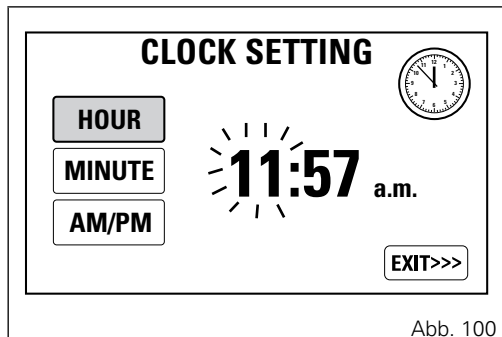 CLOCK SETTING
HOUR
MINUTE
AM/PM
11:57 a.m.
EXIT>>>
Abb. 100